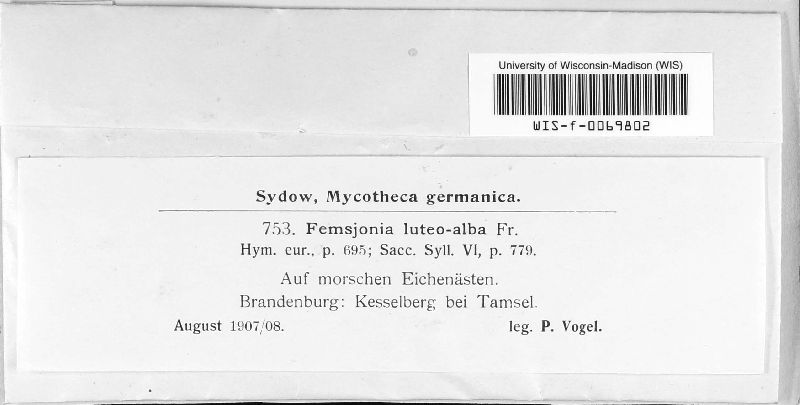 University of Wisconsin-Madison (WIS)
WIS-f-0069802
Sydow, Mycotheca germanica.
753. Femsjonia luteo-alba Fr.
Hym. eur., p. 695; Sacc. Syll. VI, p. 779.
Auf morschen Eichenästen.
Brandenburg: Kesselberg bei Tamsel.
August 1907/08. leg. P. Vogel.